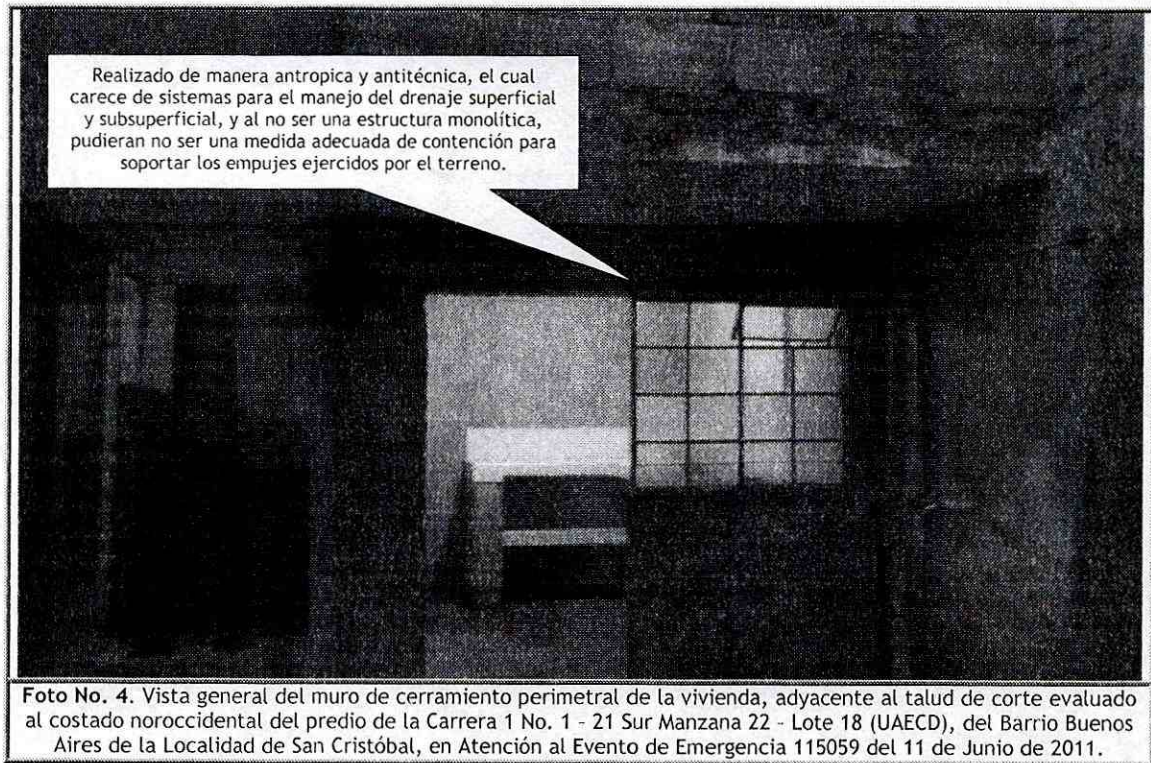 Realizado de manera antropica y antitécnica, el cual
carece de sistemas para el manejo del drenaje superficial
y subsuperficial, y al no ser una estructura monolítica,
pudieran no ser una medida adecuada de contención para
soportar los empujes ejercidos por el terreno.
Foto No. 4. Vista general del muro de cerramiento perimetral de la vivienda, adyacente al talud de corte evaluado
al costado noroccidental del predio de la Carrera 1 No. 1 - 21 Sur Manzana 22 - Lote 18 (UAECD), del Barrio Buenos
Aires de la Localidad de San Cristóbal, en Atención al Evento de Emergencia 115059 del 11 de Junio de 2011.